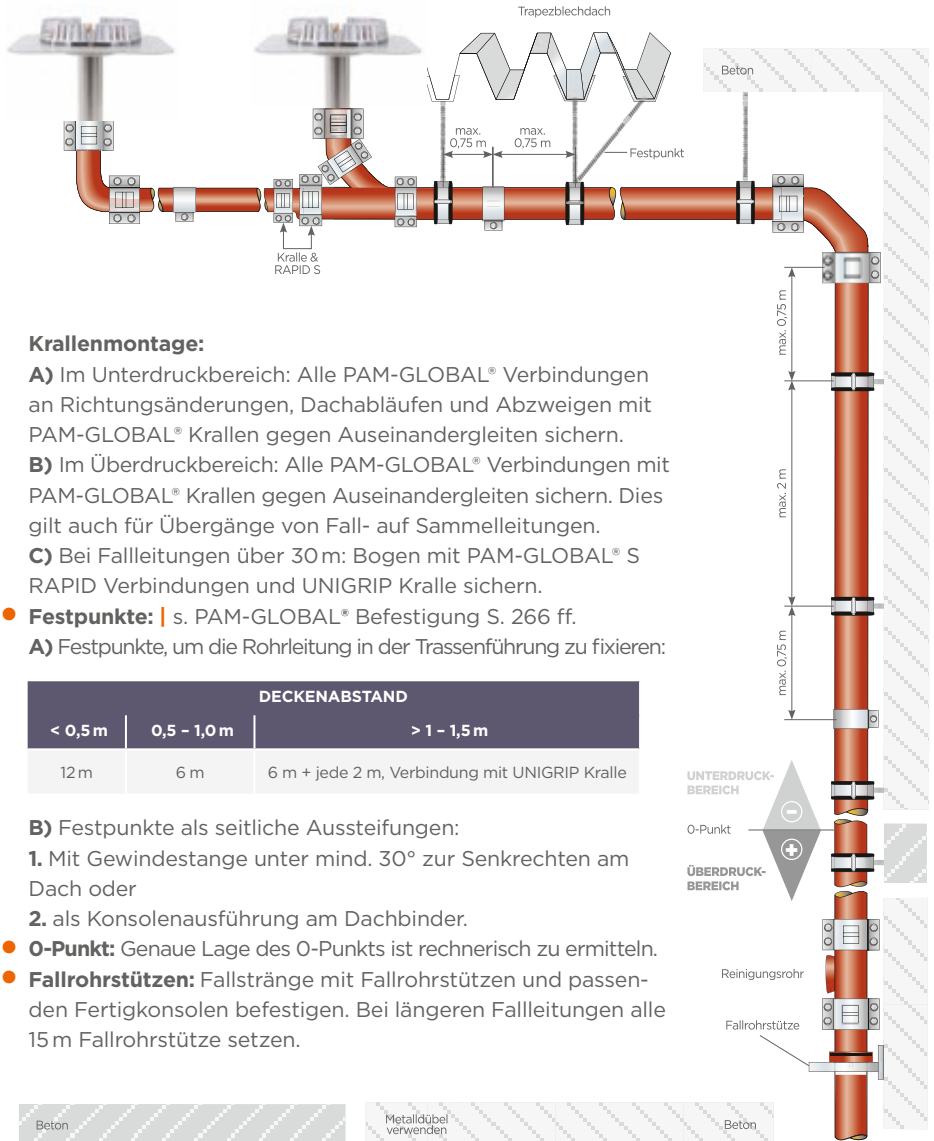 Trapezblechdach
Beton
max.
0,75 m
max.
0,75 m
Festpunkt
Kralle &
RAPID S
max. 0,75 m
max. 2 m
max. 0,75 m
Krallenmontage:
A) Im Unterdruckbereich: Alle PAM-GLOBAL® Verbindungen
an Richtungsänderungen, Dachabläufen und Abzweigen mit
PAM-GLOBAL® Krallen gegen Auseinandergleiten sichern.
B) Im Überdruckbereich: Alle PAM-GLOBAL® Verbindungen mit
PAM-GLOBAL® Krallen gegen Auseinandergleiten sichern. Dies
gilt auch für Übergänge von Fall- auf Sammelleitungen.
C) Bei Fallleitungen über 30 m: Bogen mit PAM-GLOBAL® S
RAPID Verbindungen und UNIGRIP Kralle sichern.
● Festpunkte: | s. PAM-GLOBAL® Befestigung S. 266 ff.
A) Festpunkte, um die Rohrleitung in der Trassenführung zu fixieren:
DECKENABSTAND
< 0,5 m 0,5 – 1,0 m > 1 – 1,5 m
12 m 6 m 6 m + jede 2 m, Verbindung mit UNIGRIP Kralle
B) Festpunkte als seitliche Aussteifungen:
1. Mit Gewindestange unter mind. 30° zur Senkrechten am
Dach oder
2. als Konsolenausführung am Dachbinder.
● 0-Punkt: Genaue Lage des 0-Punkts ist rechnerisch zu ermitteln.
● Fallrohrstützen: Fallstränge mit Fallrohrstützen und passen-
den Fertigkonsolen befestigen. Bei längeren Fallleitungen alle
15 m Fallrohrstütze setzen.
UNTERDRUCK-
BEREICH
0-Punkt
ÜBERDRUCK-
BEREICH
Reinigungsrohr
Fallrohrstütze
Beton
Metalldübel
verwenden
Beton